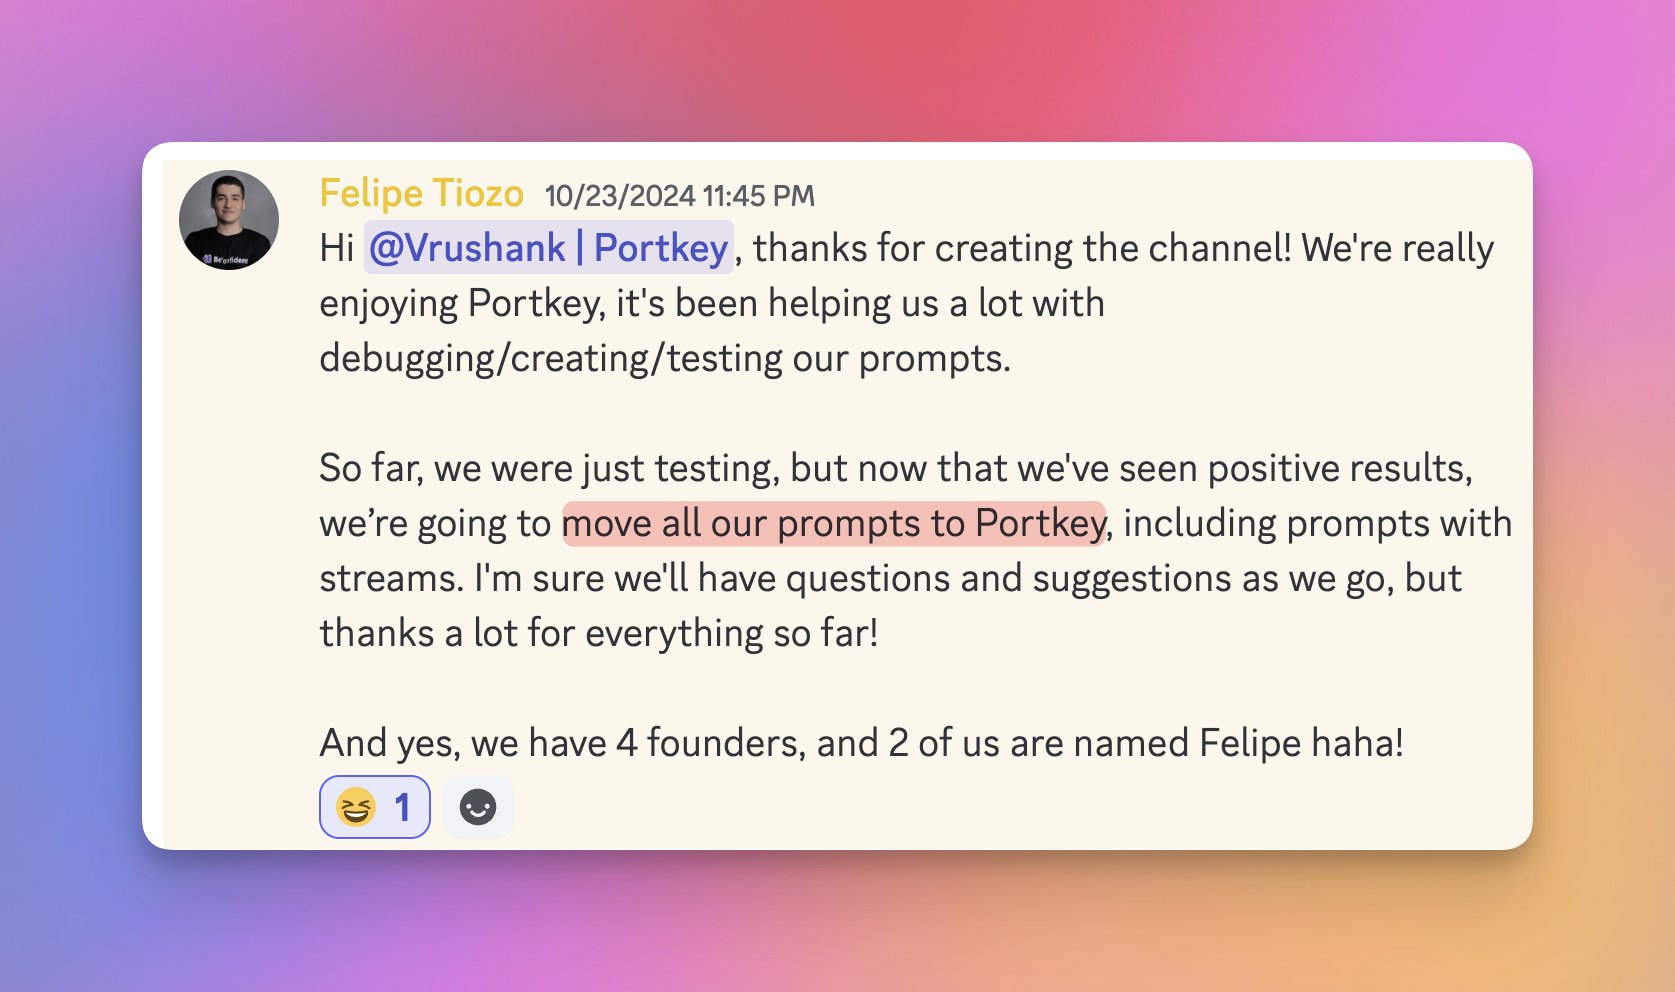 Felipe Tiozo 10/23/2024 11:45 PM
Hi @Vrushank | Portkey, thanks for creating the channel! We're really
enjoying Portkey, it's been helping us a lot with
debugging/creating/testing our prompts.
So far, we were just testing, but now that we've seen positive results,
we’re going to move all our prompts to Portkey, including prompts with
streams. I'm sure we'll have questions and suggestions as we go, but
thanks a lot for everything so far!
And yes, we have 4 founders, and 2 of us are named Felipe haha!
😆 1